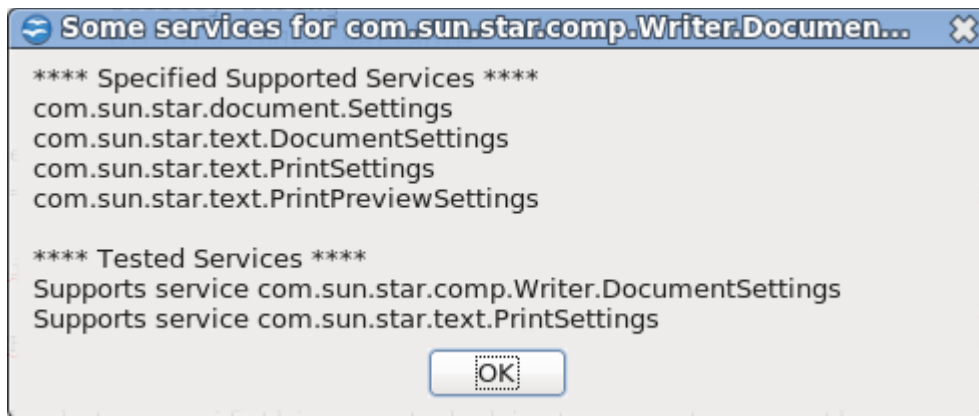 Some services for com.sun.star.comp.Writer.Documen...
**** Specified Supported Services ****
com.sun.star.document.Settings
com.sun.star.text.DocumentSettings
com.sun.star.text.PrintSettings
com.sun.star.text.PrintPreviewSettings
**** Tested Services ****
Supports service com.sun.star.comp.Writer.DocumentSettings
Supports service com.sun.star.text.PrintSettings
OK